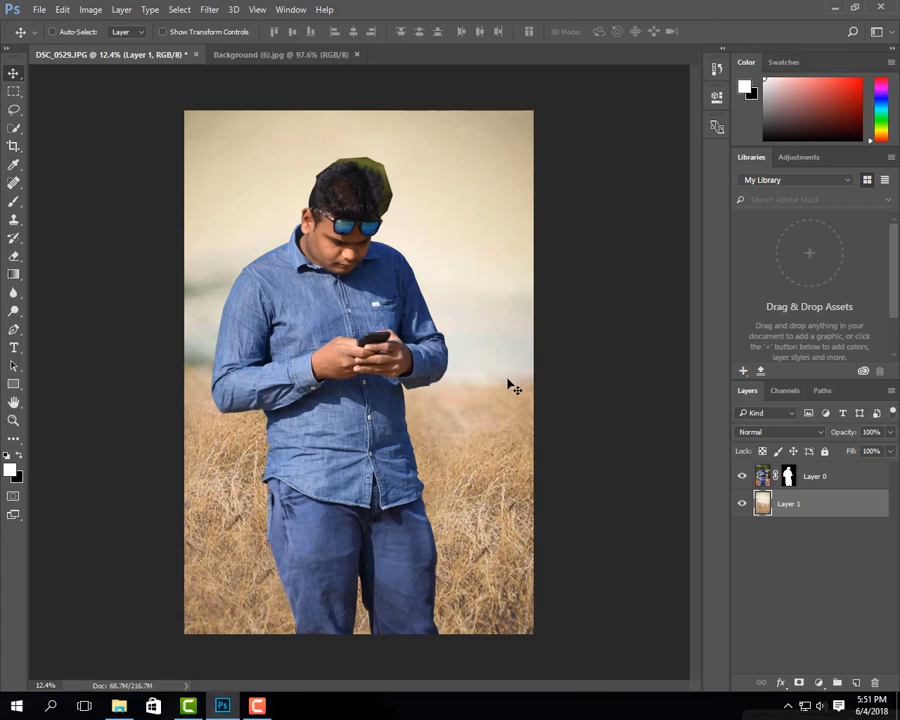 Ps File Edit Image Layer Type Select Filter 3D View Window Help
Auto-Select: Layer Show Transform Controls 3D Mode:
DSC_0529.JPG @ 12.4% (Layer 1, RGB/8) * × Background (6).jpg @ 97.6% (RGB/8) ×
Color Swatches
Libraries Adjustments
My Library
Search Adobe Stock
Drag & Drop Assets
Drag and drop anything in your
document to add a graphic, or click
the '+' button below to add colors,
layer styles and more.
Layers Channels Paths
Kind
Normal Opacity: 100%
Lock: Fill: 100%
Layer 0
Layer 1
12.4% Doc: 68.7M/216.7M
Ps
5:51 PM
6/4/2018